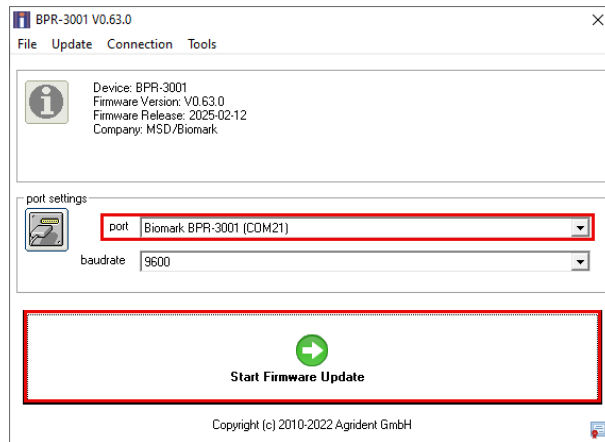 BPR-3001 V0.63.0
File Update Connection Tools
Device: BPR-3001
Firmware Version: V0.63.0
Firmware Release: 2025-02-12
Company: MSD/Biomark
port settings
port Biomark BPR-3001 (COM21)
baudrate 9600
Start Firmware Update
Copyright (c) 2010-2022 Agrident GmbH